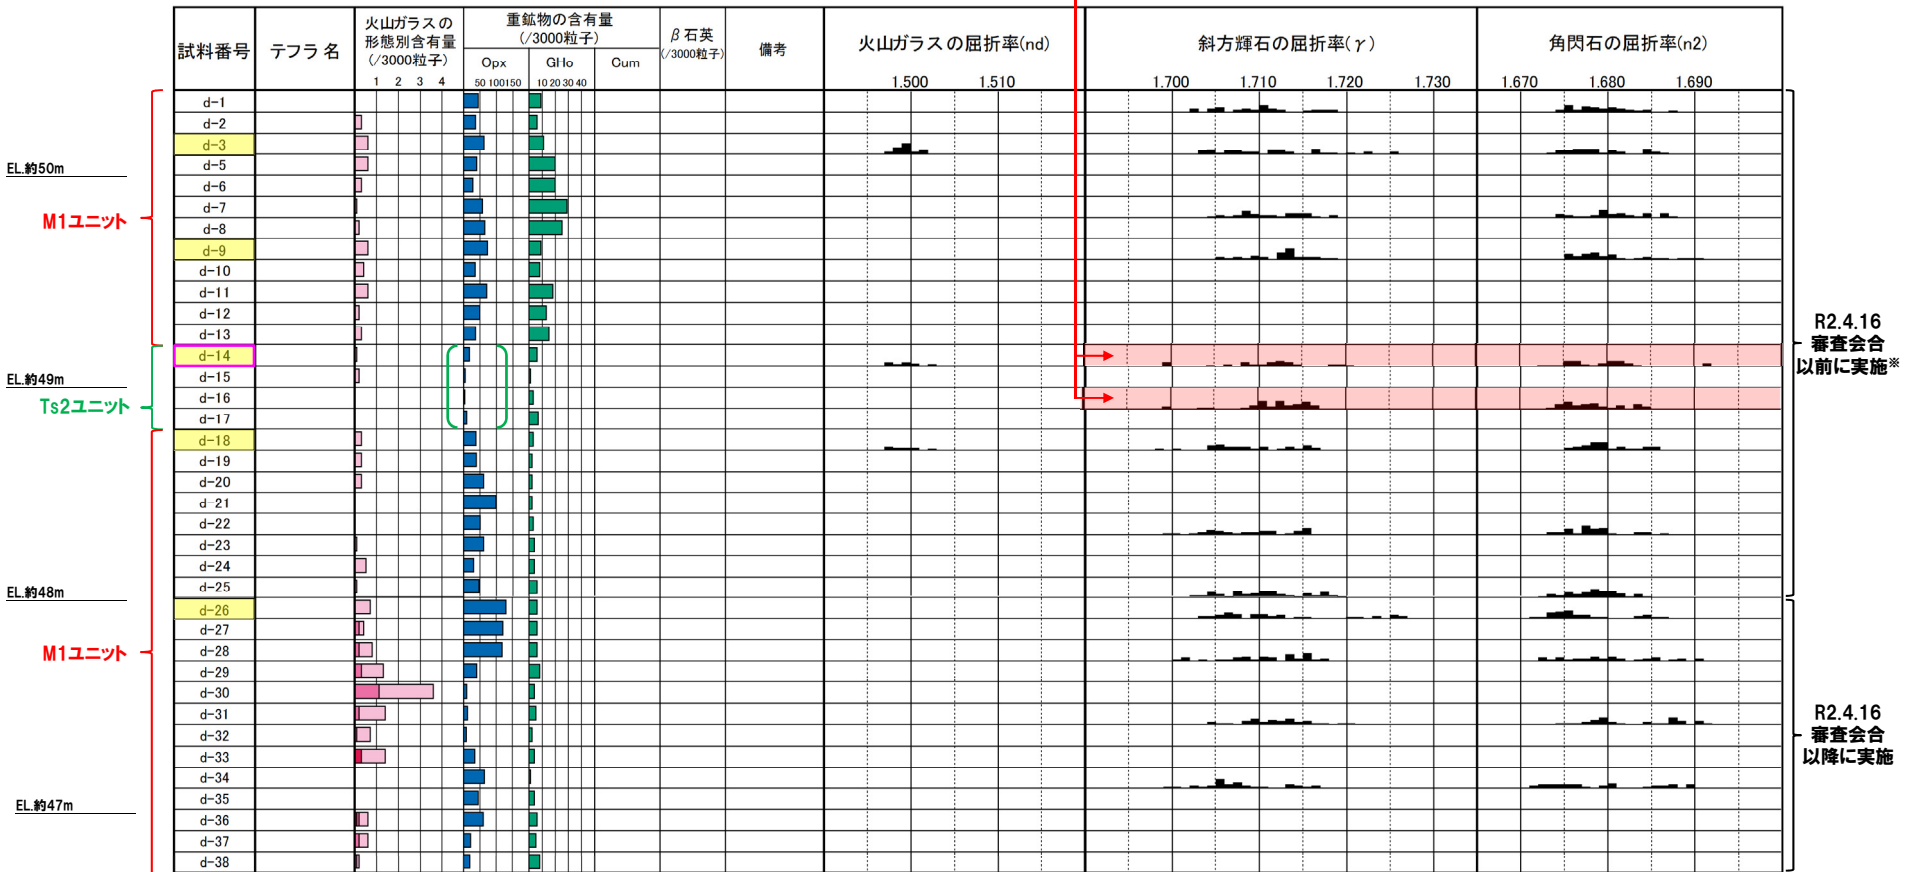 試料番号
テフラ名
火山ガラスの
形態別含有量
(/3000粒子)
1 2 3 4
重鉱物の含有量
(/3000粒子)
Opx
GHo
Cum
50 100 150
10 20 30 40
β石英
(/3000粒子)
備考
火山ガラスの屈折率(nd)
1.500 1.510
斜方輝石の屈折率(γ)
1.700 1.710 1.720 1.730
角閃石の屈折率(n2)
1.670 1.680 1.690
d-1
d-2
d-3
d-5
d-6
d-7
d-8
d-9
d-10
d-11
d-12
d-13
d-14
d-15
d-16
d-17
d-18
d-19
d-20
d-21
d-22
d-23
d-24
d-25
d-26
d-27
d-28
d-29
d-30
d-31
d-32
d-33
d-34
d-35
d-36
d-37
d-38
EL.約50m
M1ユニット
EL.約49m
Ts2ユニット
EL.約48m
M1ユニット
EL.約47m
R2.4.16
審査会合
以前に実施※
R2.4.16
審査会合
以降に実施